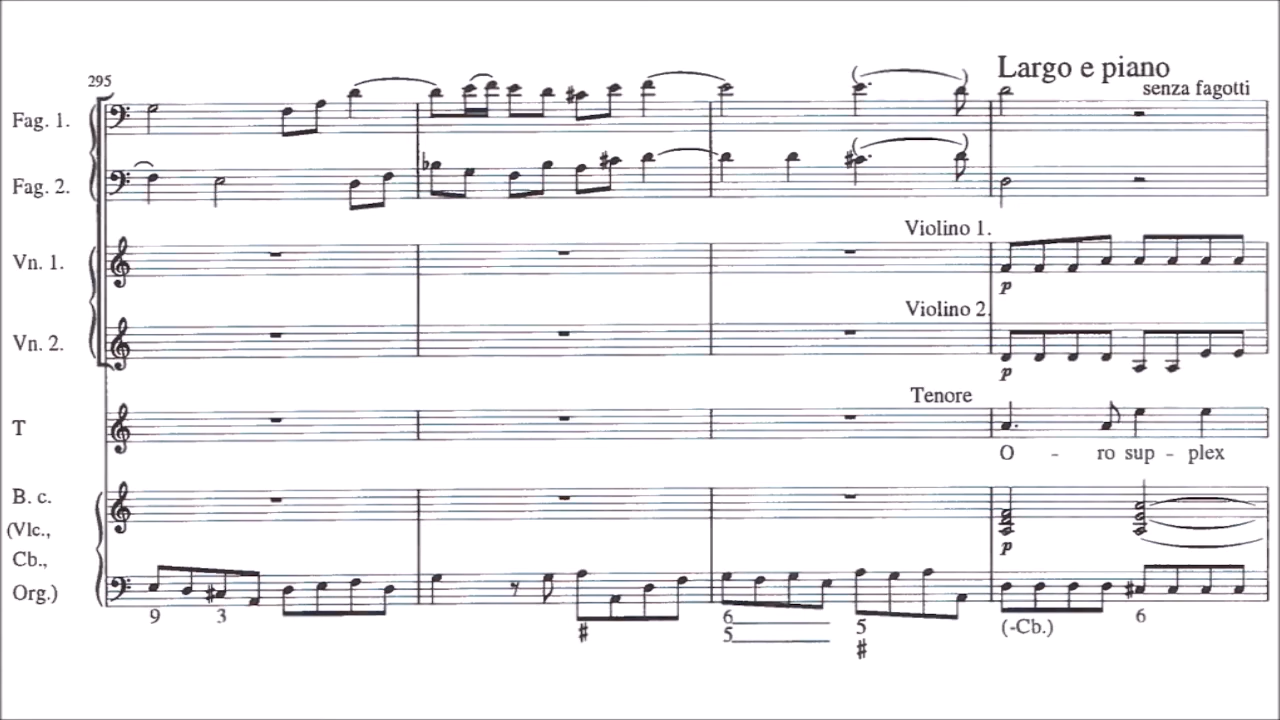 Largo e piano
295
senza fagotti
Fag. 1.
Fag. 2.
Violino 1.
Vn. 1.
p
Violino 2.
Vn. 2.
p
Tenore
T
O - ro sup - plex
B. c.
(Vlc.,
p
Cb.,
Org.)
9 3 6 6
5 5
(-Cb.)
♯ ♯